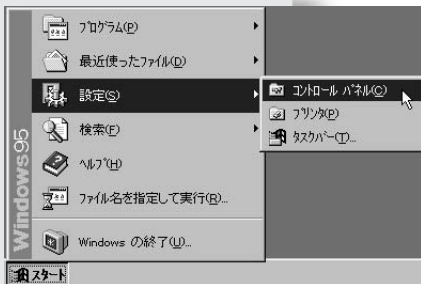 ﾌﾟﾛｸﾞﾗﾑ(P)
最近使ったﾌｧｲﾙ(D)
設定(S)
ｺﾝﾄﾛｰﾙ ﾊﾟﾈﾙ(C)
ﾌﾟﾘﾝﾀ(P)
ﾀｽｸﾊﾞｰ(T)...
検索(F)
ﾍﾙﾌﾟ(H)
ﾌｧｲﾙ名を指定して実行(R)...
Windows の終了(U)...
Windows95
ｽﾀｰﾄ